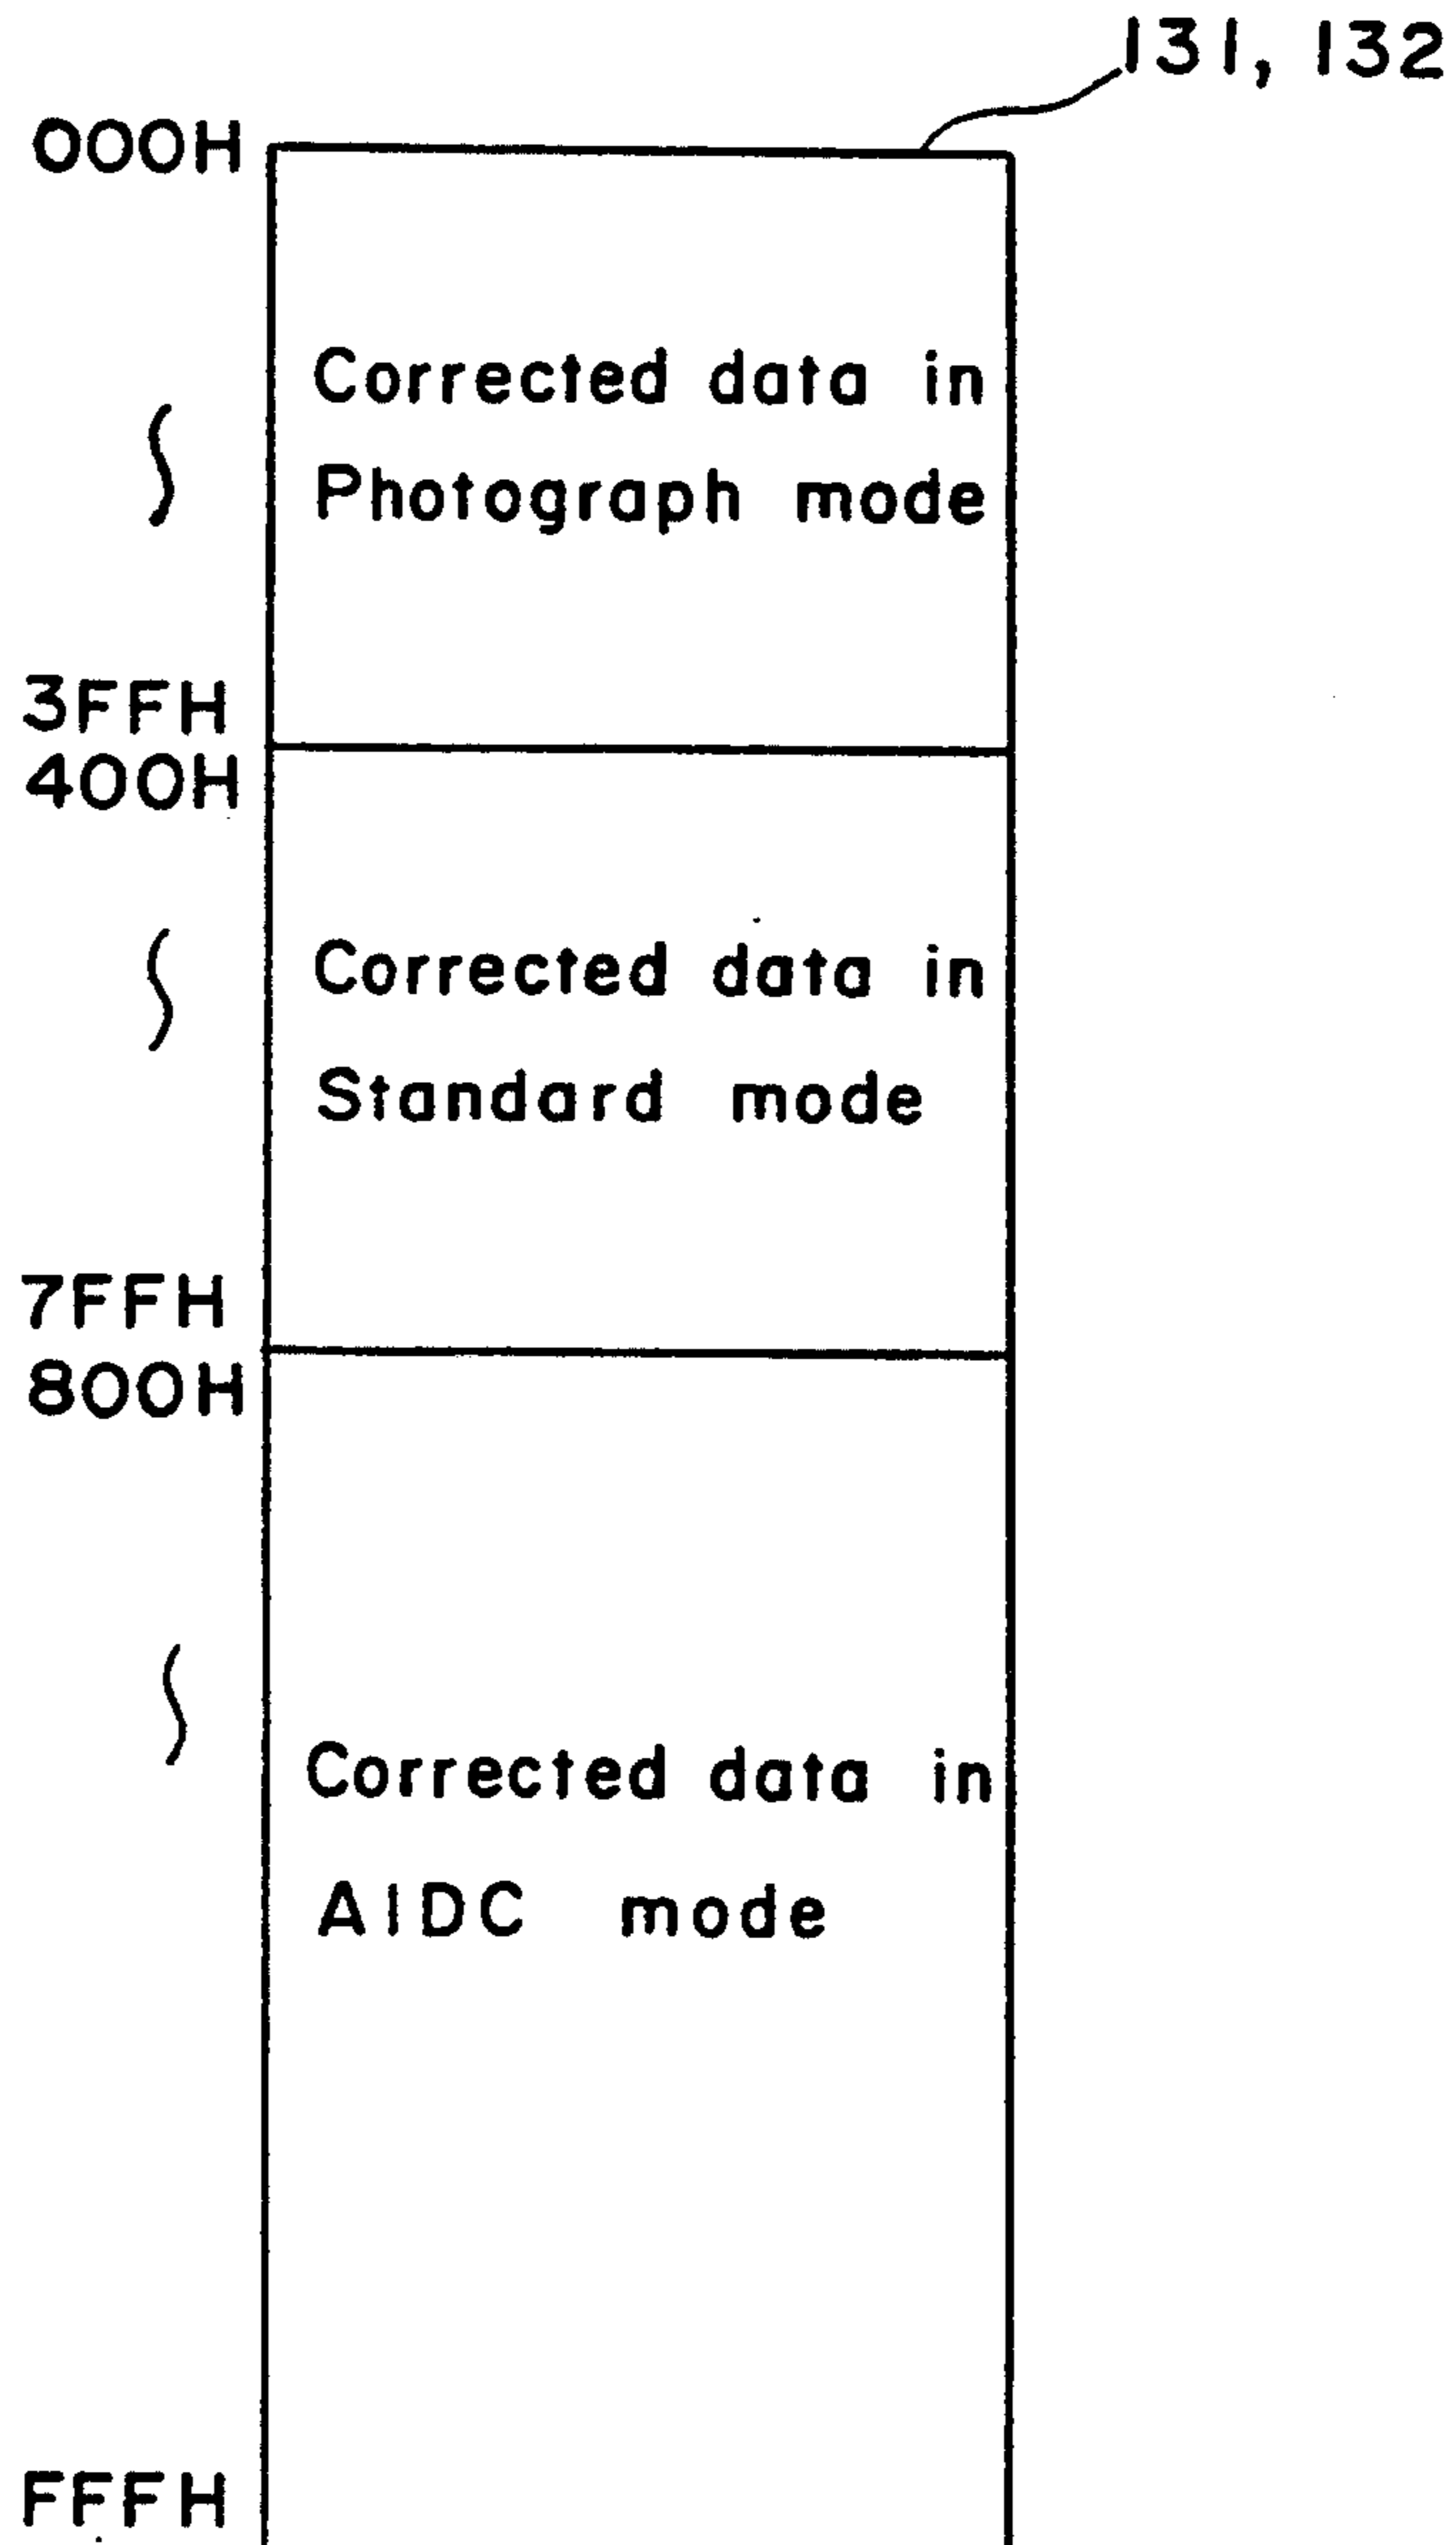 131, 132
000H
Corrected data in
Photograph mode
3FFH
400H
Corrected data in
Standard mode
7FFH
800H
Corrected data in
AIDC mode
FFFH